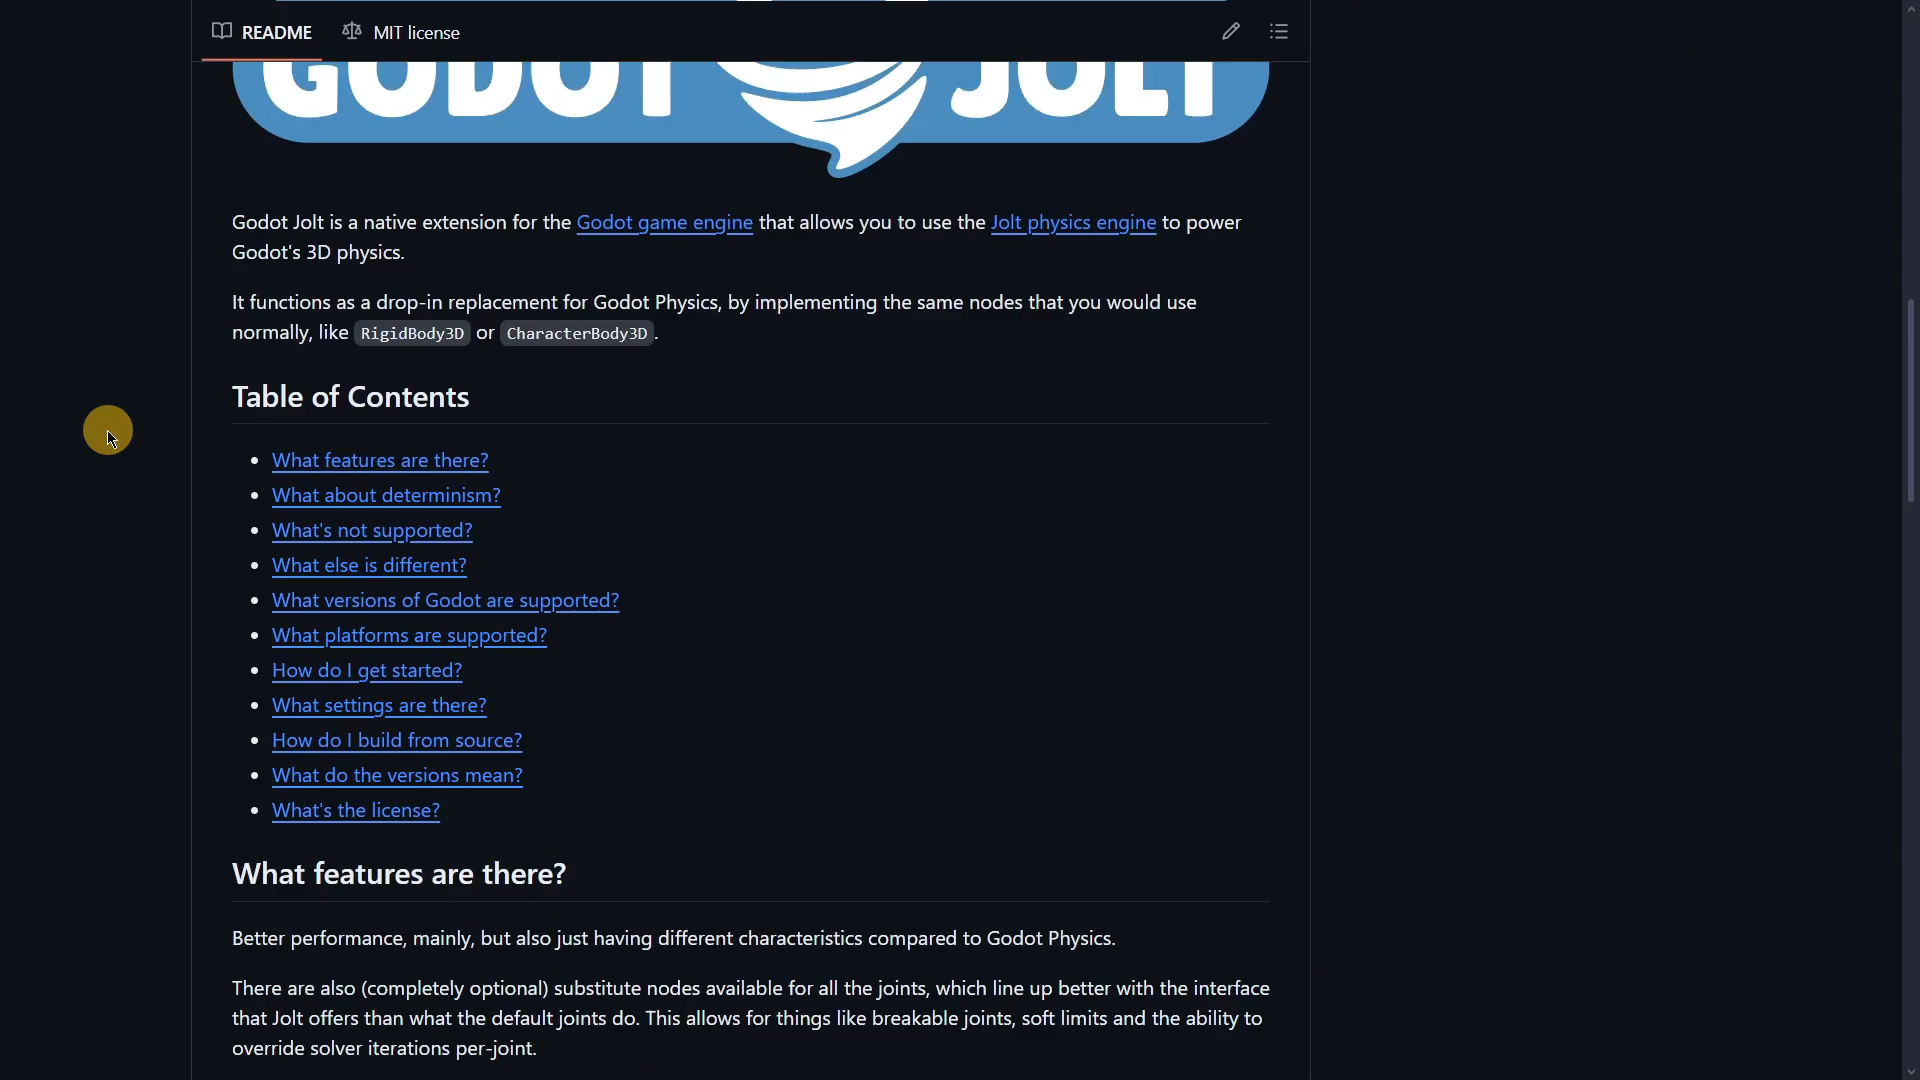 README
MIT license
GODOT JOLT
Godot Jolt is a native extension for the Godot game engine that allows you to use the Jolt physics engine to power
Godot's 3D physics.
It functions as a drop-in replacement for Godot Physics, by implementing the same nodes that you would use
normally, like RigidBody3D or CharacterBody3D.
Table of Contents
What features are there?
What about determinism?
What's not supported?
What else is different?
What versions of Godot are supported?
What platforms are supported?
How do I get started?
What settings are there?
How do I build from source?
What do the versions mean?
What's the license?
What features are there?
Better performance, mainly, but also just having different characteristics compared to Godot Physics.
There are also (completely optional) substitute nodes available for all the joints, which line up better with the interface
that Jolt offers than what the default joints do. This allows for things like breakable joints, soft limits and the ability to
override solver iterations per-joint.